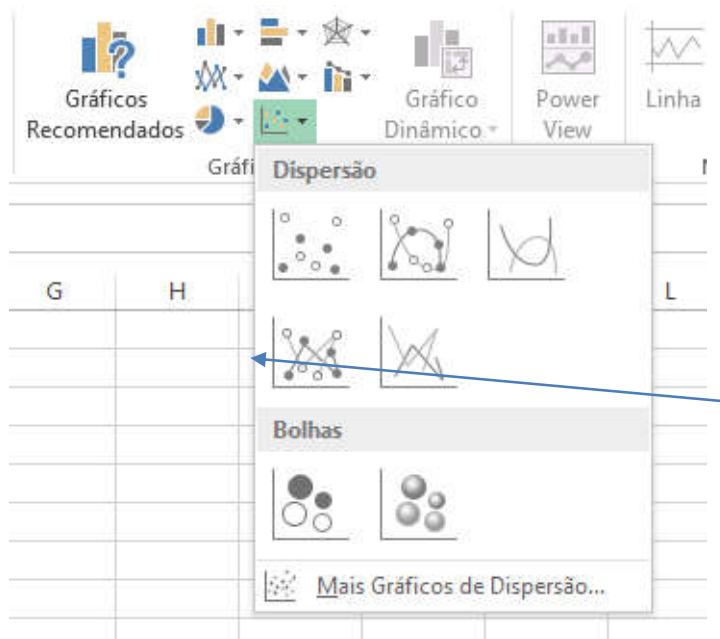 Gráficos
Recomendados
Gráfico
Dinâmico
Power
View
Linha
Gráfi
Dispersão
G H L
Bolhas
Mais Gráficos de Dispersão...